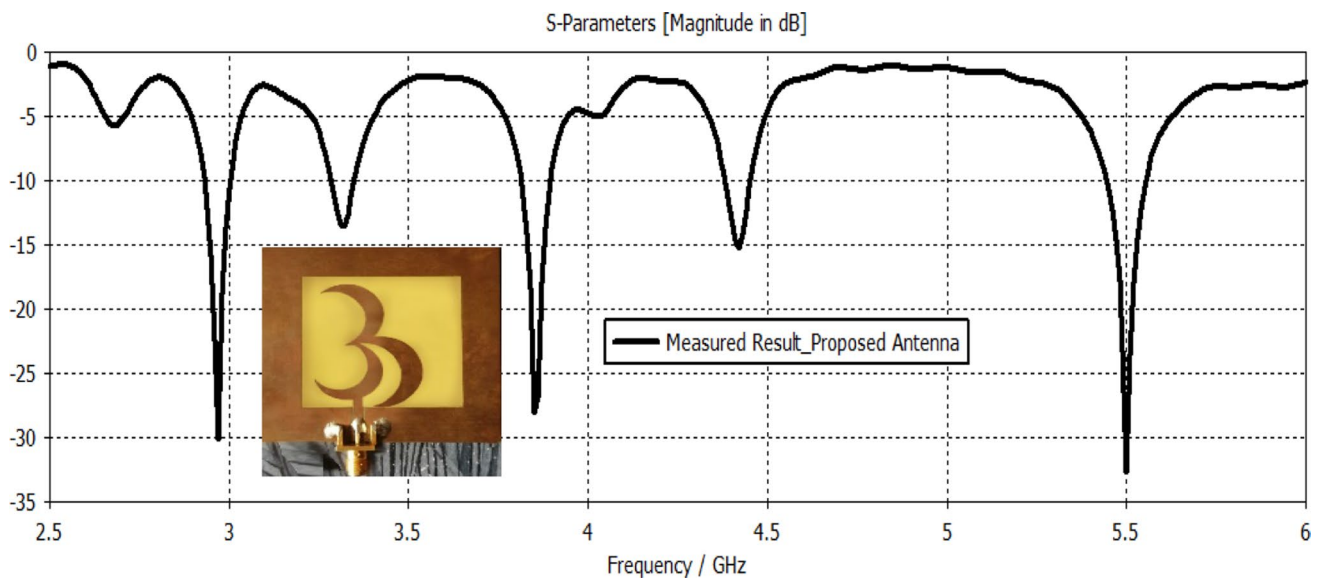 S-Parameters [Magnitude in dB]
0
-5
-10
-15
-20
-25
-30
-35
Measured Result_Proposed Antenna
2.5 3 3.5 4 4.5 5 5.5 6
Frequency / GHz